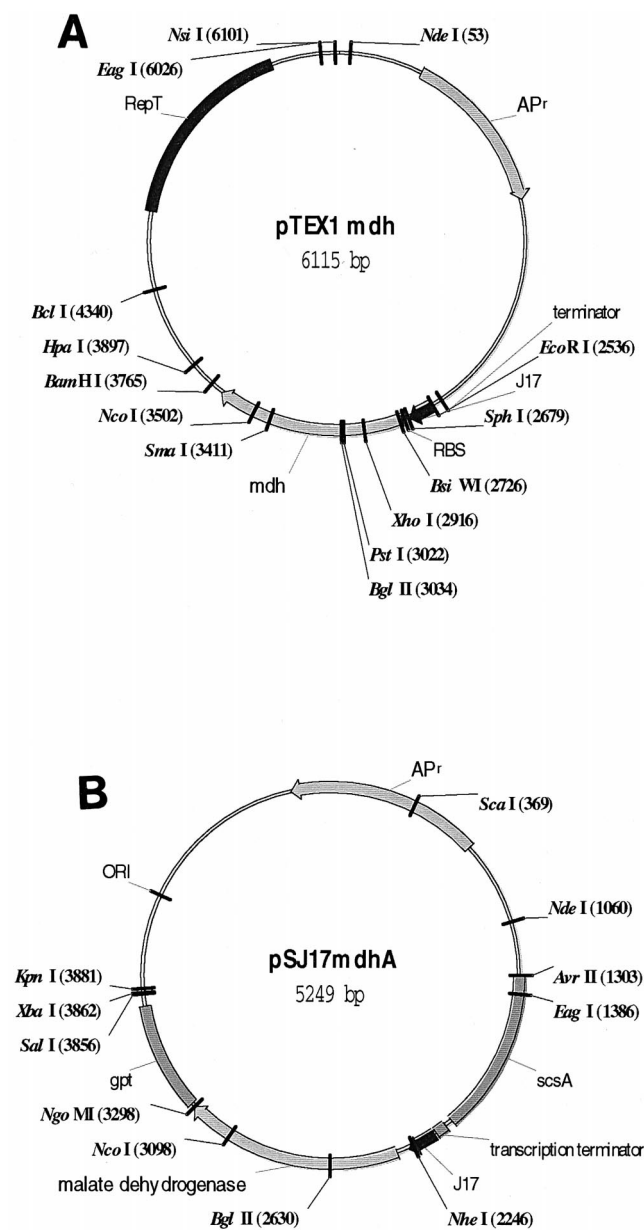 A
Nsi I (6101)
Nde I (53)
Eag I (6026)
RepT
APr
pTEX1 mdh
6115 bp
Bcl I (4340)
terminator
Hpa I (3897)
EcoR I (2536)
BamH I (3765)
J17
Nco I (3502)
Sph I (2679)
Sma I (3411)
RBS
mdh
Bsi WI (2726)
Xho I (2916)
Pst I (3022)
Bgl II (3034)
B
APr
Sca I (369)
ORI
Nde I (1060)
pSJ17mdhA
5249 bp
Kpn I (3881)
Avr II (1303)
Xba I (3862)
Eag I (1386)
Sal I (3856)
gpt
scsA
NgoMI (3298)
Nco I (3098)
transcription terminator
malate dehydrogenase
J17
Bgl II (2630)
Nhe I (2246)